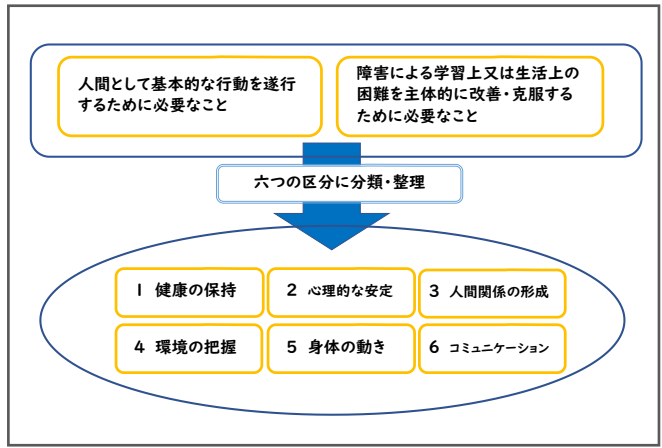 人間として基本的な行動を遂行
するために必要なこと
障害による学習上又は生活上の
困難を主体的に改善・克服する
ために必要なこと
六つの区分に分類・整理
1 健康の保持
2 心理的な安定
3 人間関係の形成
4 環境の把握
5 身体の動き
6 コミュニケーション